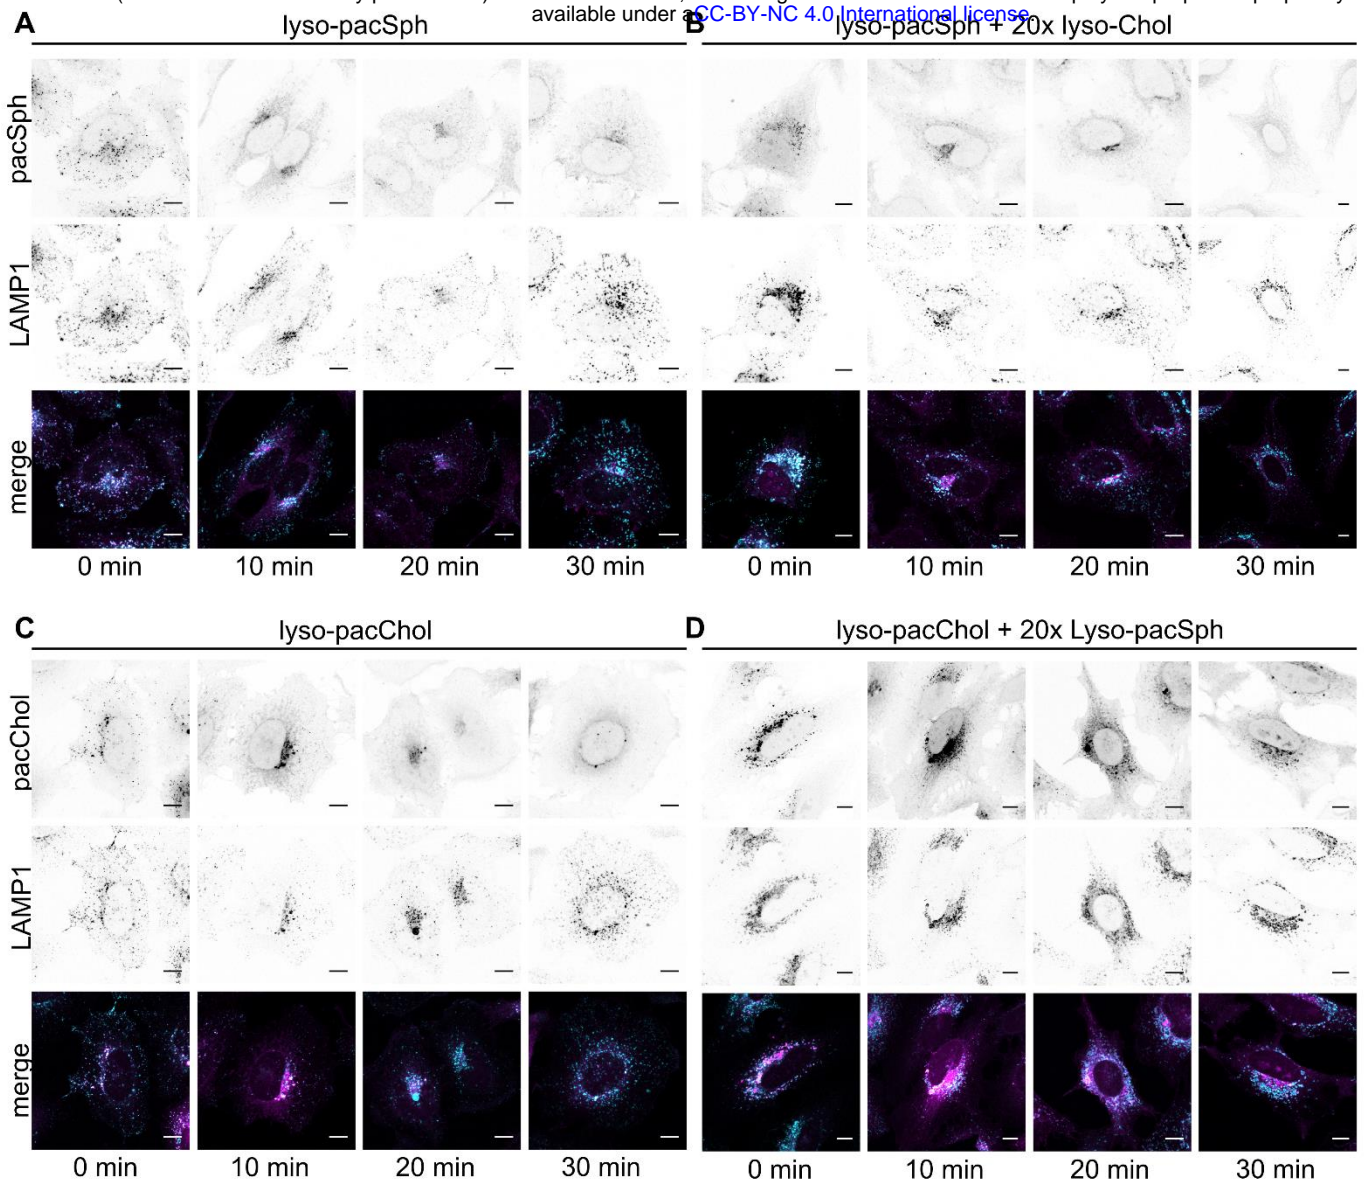 available under aCC-BY-NC 4.0 International license.
A lyso-pacSph
B lyso-pacSph + 20x lyso-Chol
pacSph
LAMP1
merge
0 min 10 min 20 min 30 min
0 min 10 min 20 min 30 min
C lyso-pacChol
D lyso-pacChol + 20x Lyso-pacSph
pacChol
LAMP1
merge
0 min 10 min 20 min 30 min
0 min 10 min 20 min 30 min